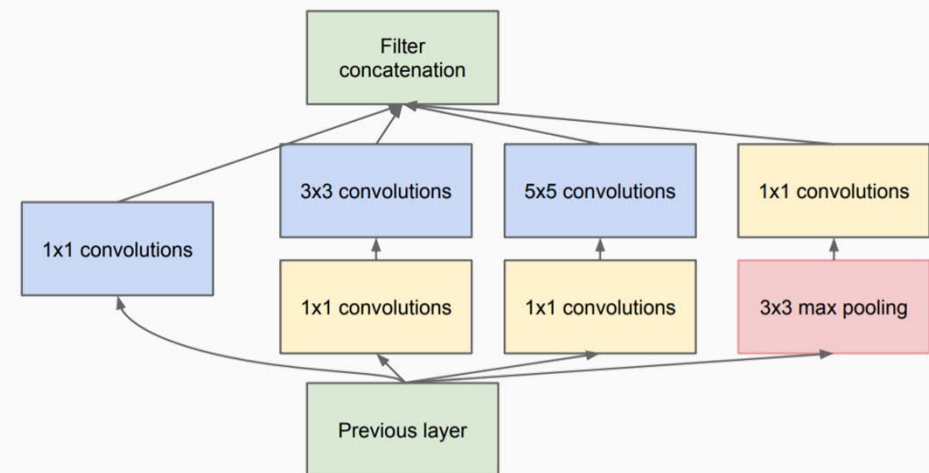 Filter
concatenation
3x3 convolutions
5x5 convolutions
1x1 convolutions
1x1 convolutions
1x1 convolutions
1x1 convolutions
3x3 max pooling
Previous layer